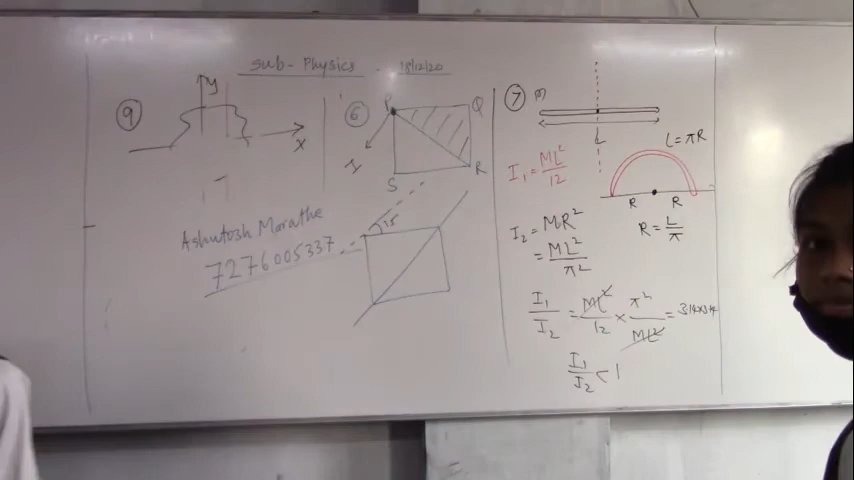 Sub- Physics - 18/12/20
9
y
x
6
P
Q
R
S
Ashutosh Marathe
7276005337
15
7
m
L
I₁ = ML²/12
L = πR
R R
I₂ = MR²
= ML²/π²
R = L/π
I₁/I₂ = ML²/12 × π²/ML² = 3.14×3.14
I₁/I₂ < 1